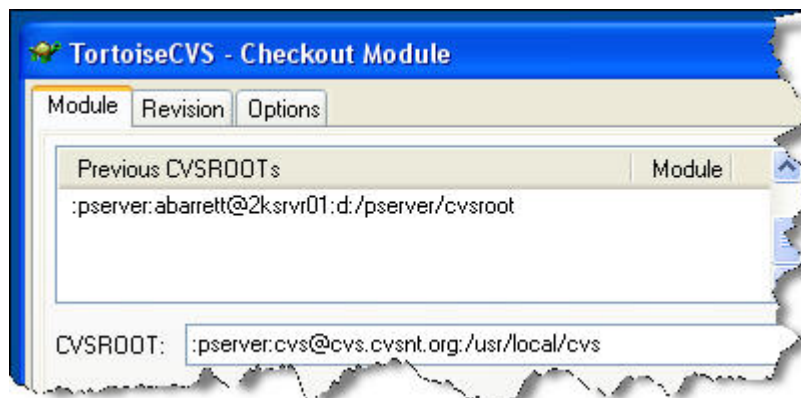 TortoiseCVS - Checkout Module
Module Revision Options
Previous CVSROOTs Module
:pserver:abarrett@2ksrvr01:d:/pserver/cvsroot
CVSROOT: :pserver:cvs@cvs.cvsnt.org:/usr/local/cvs